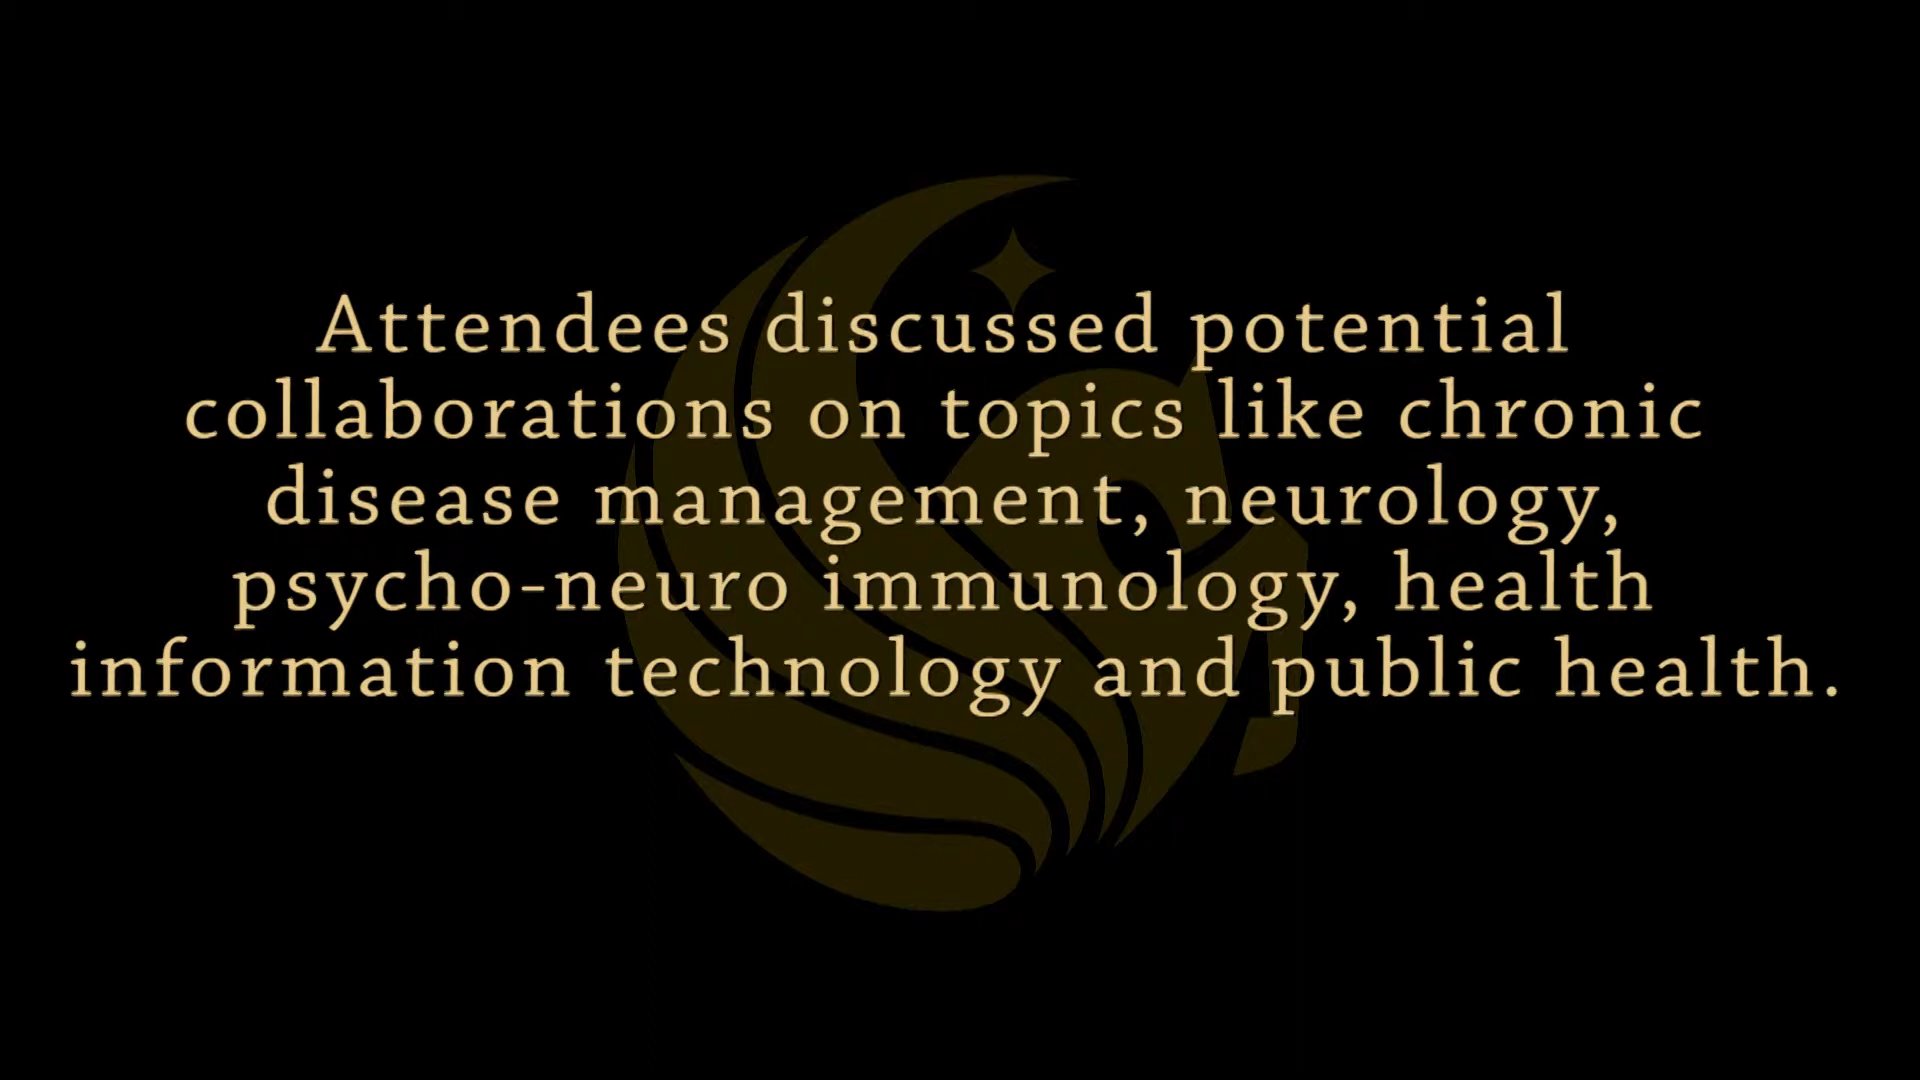 Attendees discussed potential
collaborations on topics like chronic
disease management, neurology,
psycho-neuro immunology, health
information technology and public health.